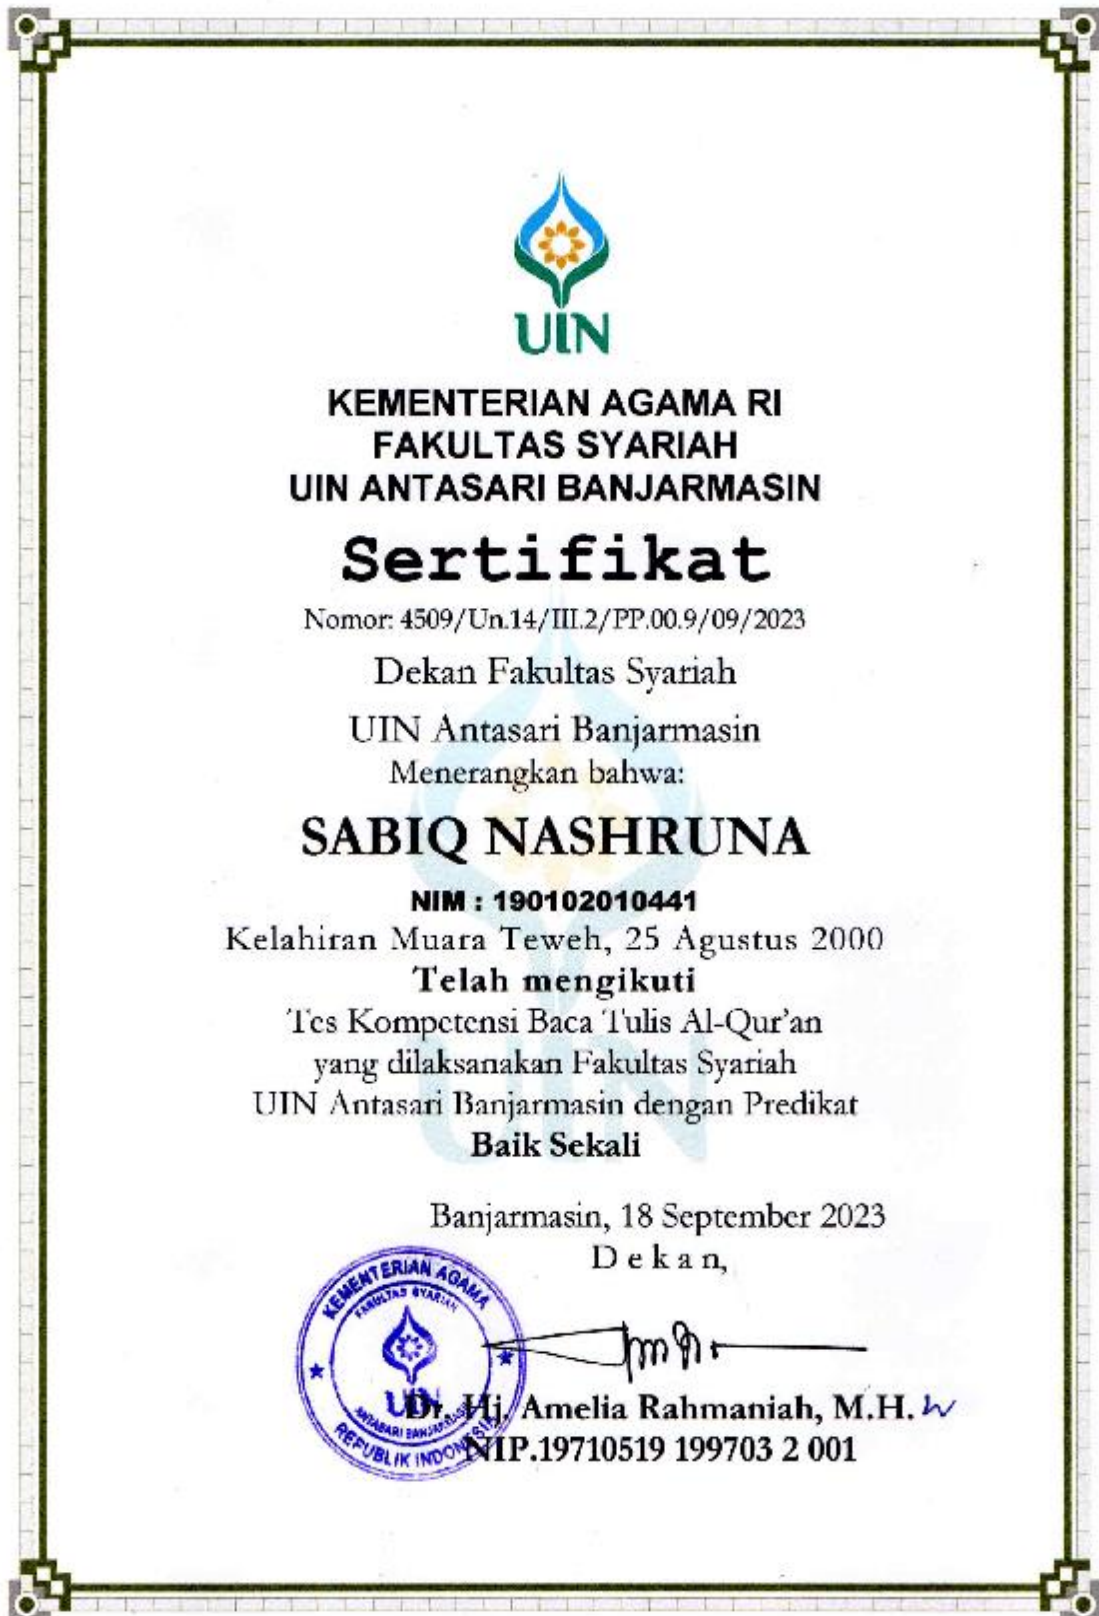 UIN
KEMENTERIAN AGAMA RI
FAKULTAS SYARIAH
UIN ANTASARI BANJARMASIN
Sertifikat
Nomor: 4509/Un.14/III.2/PP.00.9/09/2023
Dekan Fakultas Syariah
UIN Antasari Banjarmasin
Menerangkan bahwa:
SABIQ NASHRUNA
NIM : 190102010441
Kelahiran Muara Teweh, 25 Agustus 2000
Telah mengikuti
Tes Kompetensi Baca Tulis Al-Qur'an
yang dilaksanakan Fakultas Syariah
UIN Antasari Banjarmasin dengan Predikat
Baik Sekali
UIN
Banjarmasin, 18 September 2023
D e k a n,
KEMENTERIAN AGAMA
FAKULTAS SYARIAH
UIN
ANTASARI BANJARMASIN
REPUBLIK INDONESIA
Dr. Hj. Amelia Rahmaniah, M.H.
NIP.19710519 199703 2 001